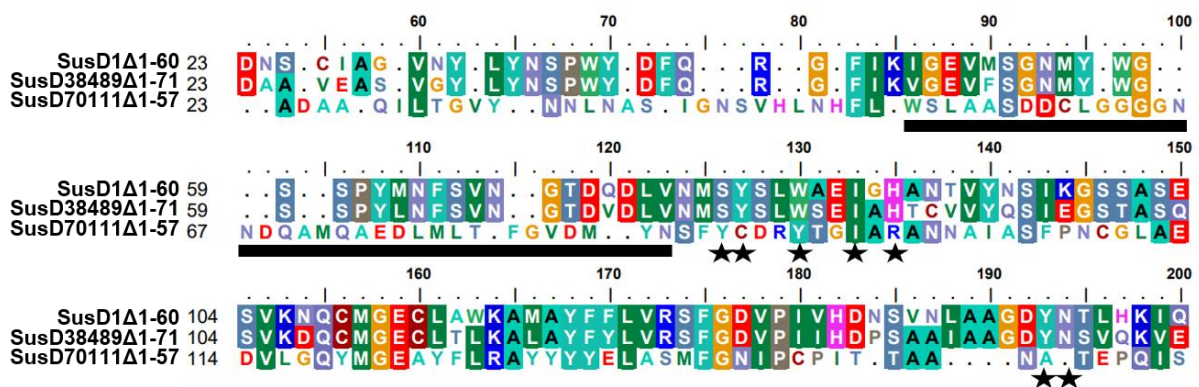 60 70 80 90 100
SusD1Δ1-60 23 DNS.CIAG.VNY.LYNSPWY.DFQ...R..G.FIKIGEVMSGNMY.WG..
SusD38489Δ1-71 23 DAA.VEAS.VGY.LYNSPWY.DFQ...R..G.FIKVGEVFSGNMY.WG..
SusD70111Δ1-57 23 ..ADAA.QILTGVY.NNLNAS.IGNSVHLNHFL.WSLAASDDCLGGGGN
110 120 130 140 150
SusD1Δ1-60 59 ..S..SPYMNFSVN..GTDQDLVNMSYSLWAEIGHANTVYNSIKGSSASE
SusD38489Δ1-71 59 ..S..SPYLNFSVN..GTDVDLVNMSYSLWSEIAHTCVVYQSIEGSTASQ
SusD70111Δ1-57 67 NDQAMQAEDLMLT.FGVDM..YNSFYCDRYTGIARANNAIASFPNCGLAE
160 170 180 190 200
SusD1Δ1-60 104 SVKNQCMGECLAWKAMAYFFLVRSFGDVPIVHDNSVNLAAGDYNTLHKIQ
SusD38489Δ1-71 104 SVKDQCMGECLTLKALAYFFLVRSFGDVPIIHDPSAAIAAGDYNSVQKVE
SusD70111Δ1-57 114 DVLGQYMGEAYFLRAYYYYELASMFGNIPCPIT.TAA....NA.TEPQIS